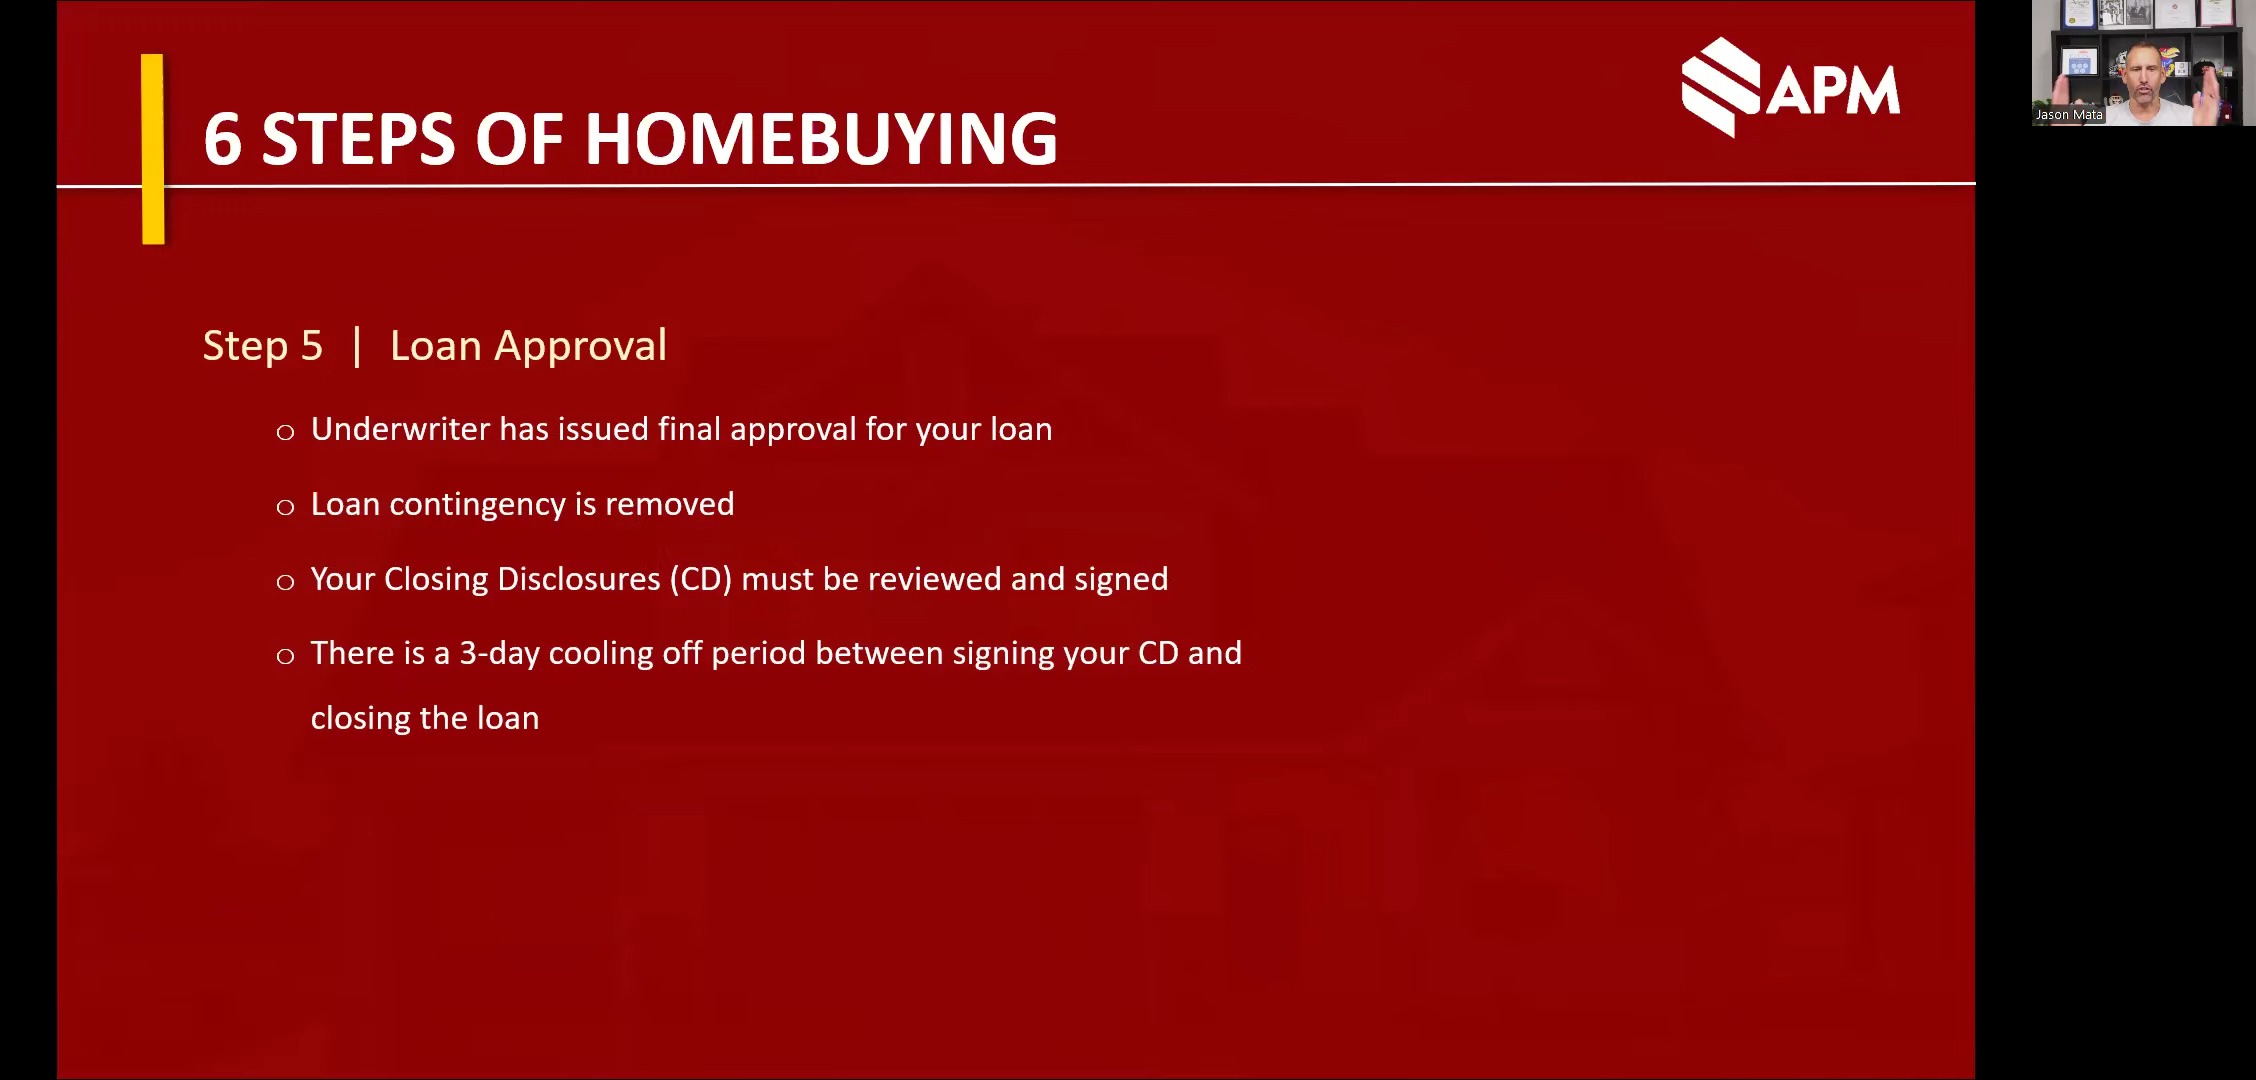 6 STEPS OF HOMEBUYING
APM
Jason Mata
Step 5 | Loan Approval
o Underwriter has issued final approval for your loan
o Loan contingency is removed
o Your Closing Disclosures (CD) must be reviewed and signed
o There is a 3-day cooling off period between signing your CD and
closing the loan